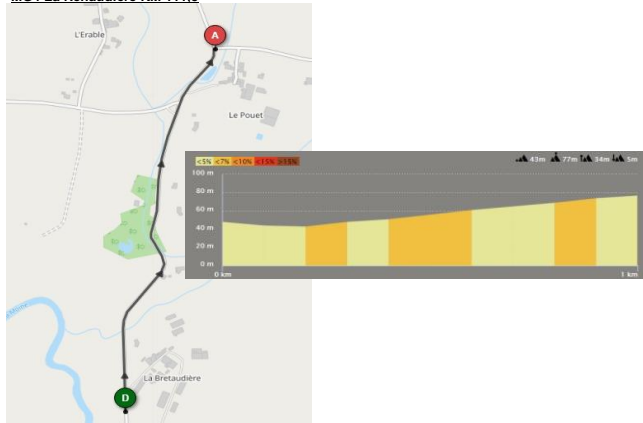 A
L'Erable
Le Pouet
<5% <7% <10% <15% >15%
43m 77m 34m 5m
100 m
80 m
60 m
40 m
20 m
0 m
0 km
1 km
La Bretaudière
D